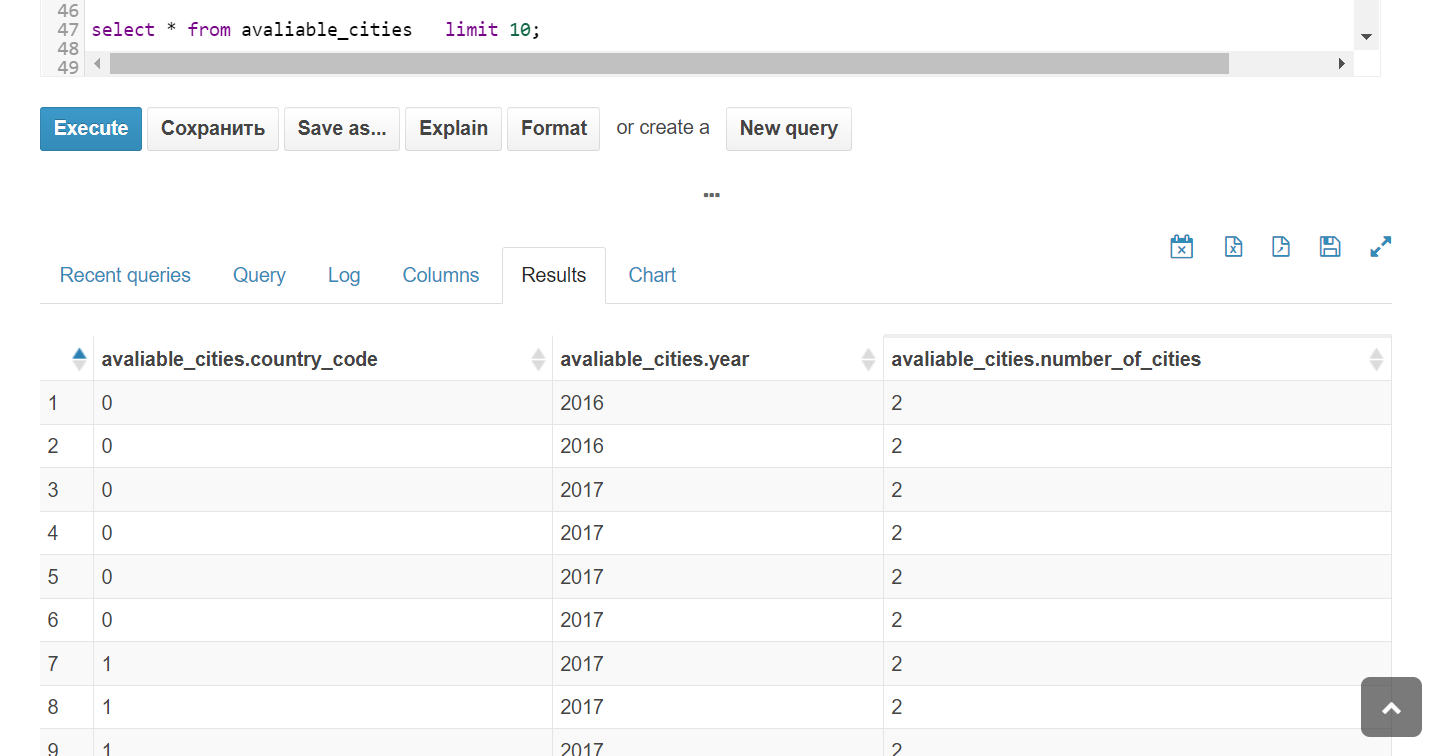 46
47 select * from avaliable_cities   limit 10;
48
49
Execute Сохранить Save as... Explain Format or create a New query
Recent queries Query Log Columns Results Chart
avaliable_cities.country_code avaliable_cities.year avaliable_cities.number_of_cities
1 0 2016 2
2 0 2016 2
3 0 2017 2
4 0 2017 2
5 0 2017 2
6 0 2017 2
7 1 2017 2
8 1 2017 2
9 1 2017 2